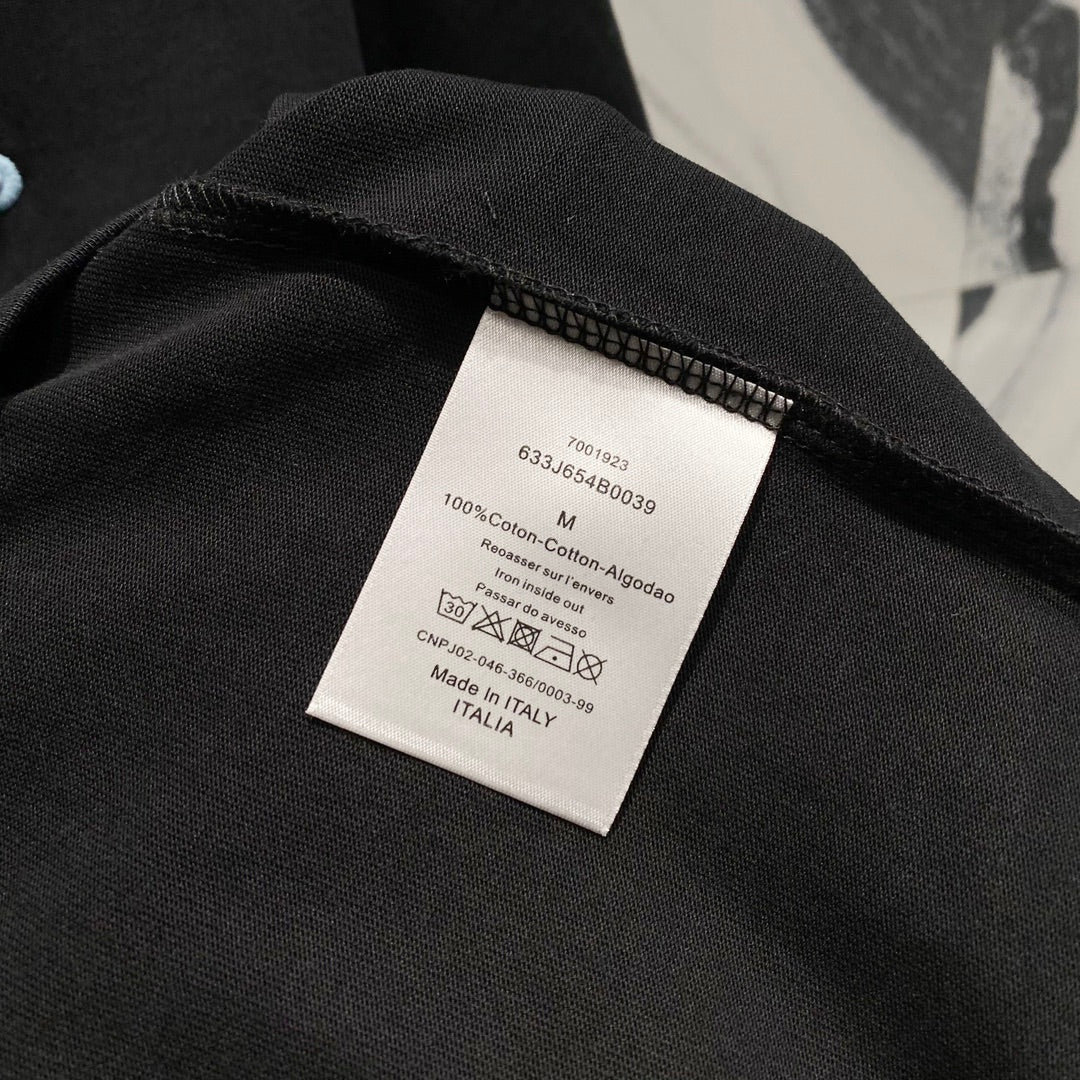 7001923
633J654B0039
M
100%Coton-Cotton-Algodao
Reoasser sur l'envers
Iron inside out
Passar do avesso
30
CNPJ02-046-366/0003-99
Made In ITALY
ITALIA